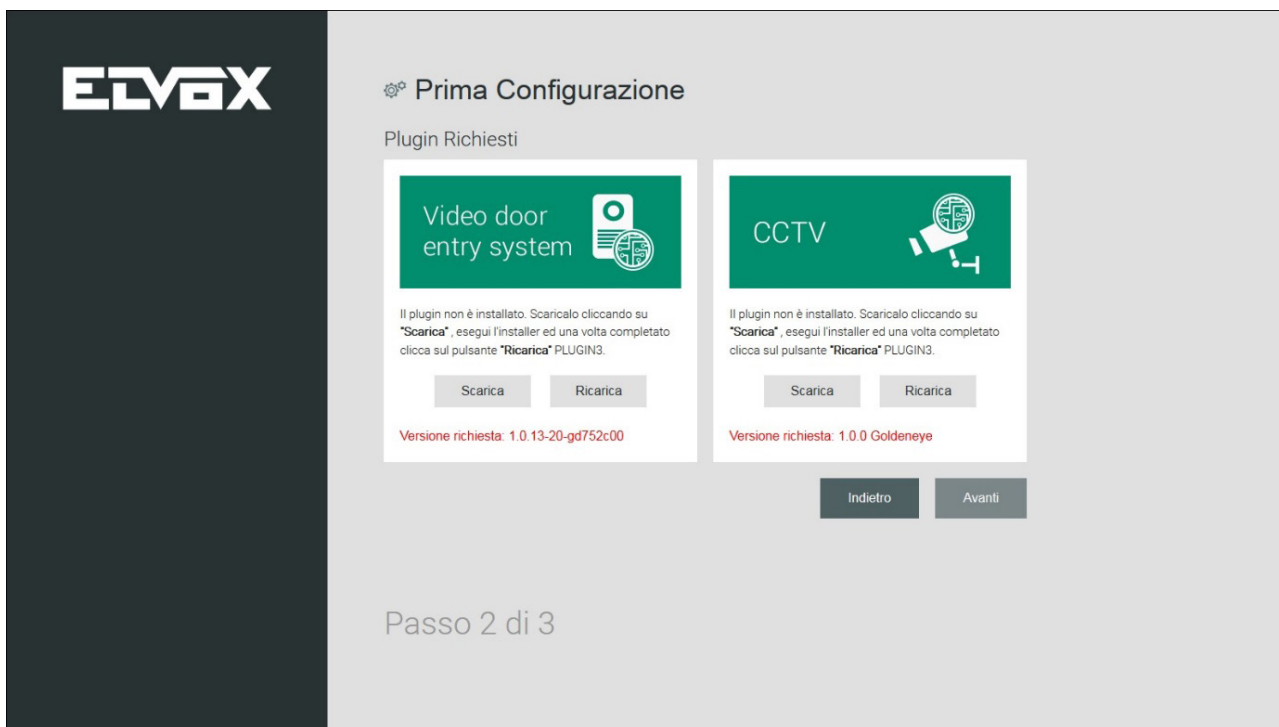 ELVOX
Prima Configurazione
Plugin Richiesti
Video door
entry system
Il plugin non è installato. Scaricalo cliccando su
"Scarica" , esegui l'installer ed una volta completato
clicca sul pulsante "Ricarica" PLUGIN3.
Scarica Ricarica
Versione richiesta: 1.0.13-20-gd752c00
CCTV
Il plugin non è installato. Scaricalo cliccando su
"Scarica" , esegui l'installer ed una volta completato
clicca sul pulsante "Ricarica" PLUGIN3.
Scarica Ricarica
Versione richiesta: 1.0.0 Goldeneye
Indietro Avanti
Passo 2 di 3